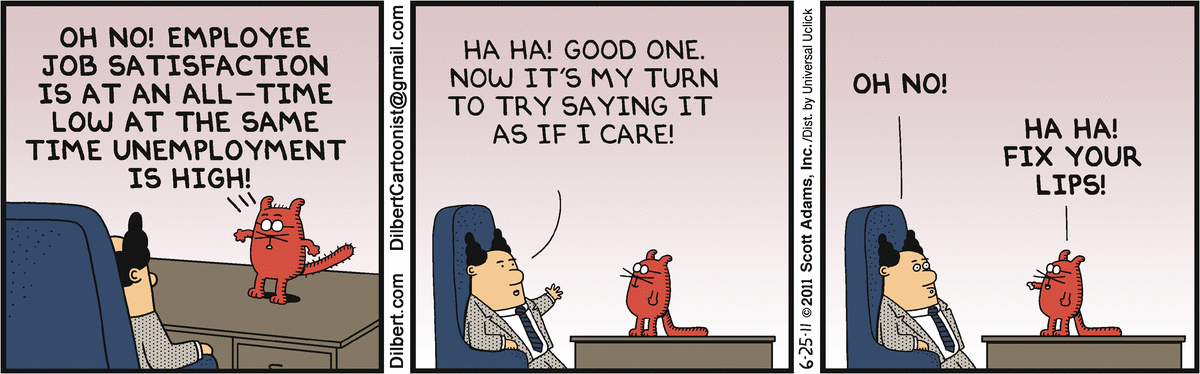 OH NO! EMPLOYEE
JOB SATISFACTION
IS AT AN ALL-TIME
LOW AT THE SAME
TIME UNEMPLOYMENT
IS HIGH!
Dilbert.com DilbertCartoonist@gmail.com
HA HA! GOOD ONE.
NOW IT'S MY TURN
TO TRY SAYING IT
AS IF I CARE!
6-25-11 ©2011 Scott Adams, Inc./Dist. by Universal Uclick
OH NO!
HA HA!
FIX YOUR
LIPS!